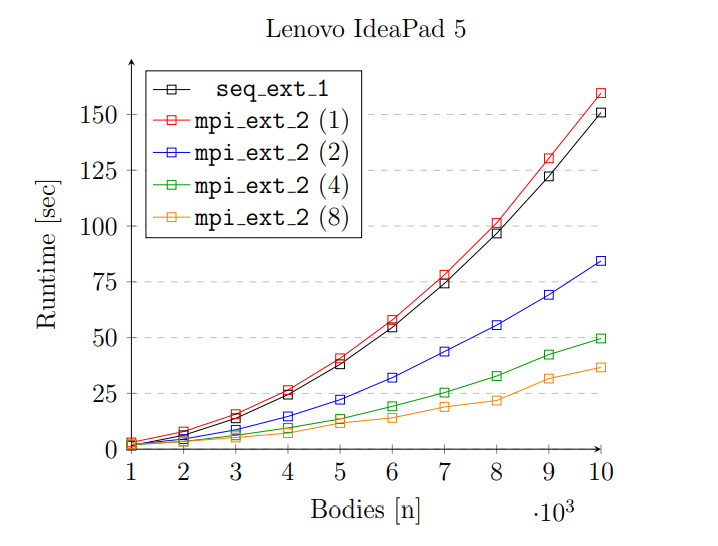 Lenovo IdeaPad 5
seq_ext_1
mpi_ext_2 (1)
mpi_ext_2 (2)
mpi_ext_2 (4)
mpi_ext_2 (8)
Runtime [sec]
150
125
100
75
50
25
0
1 2 3 4 5 6 7 8 9 10
Bodies [n]
·10³